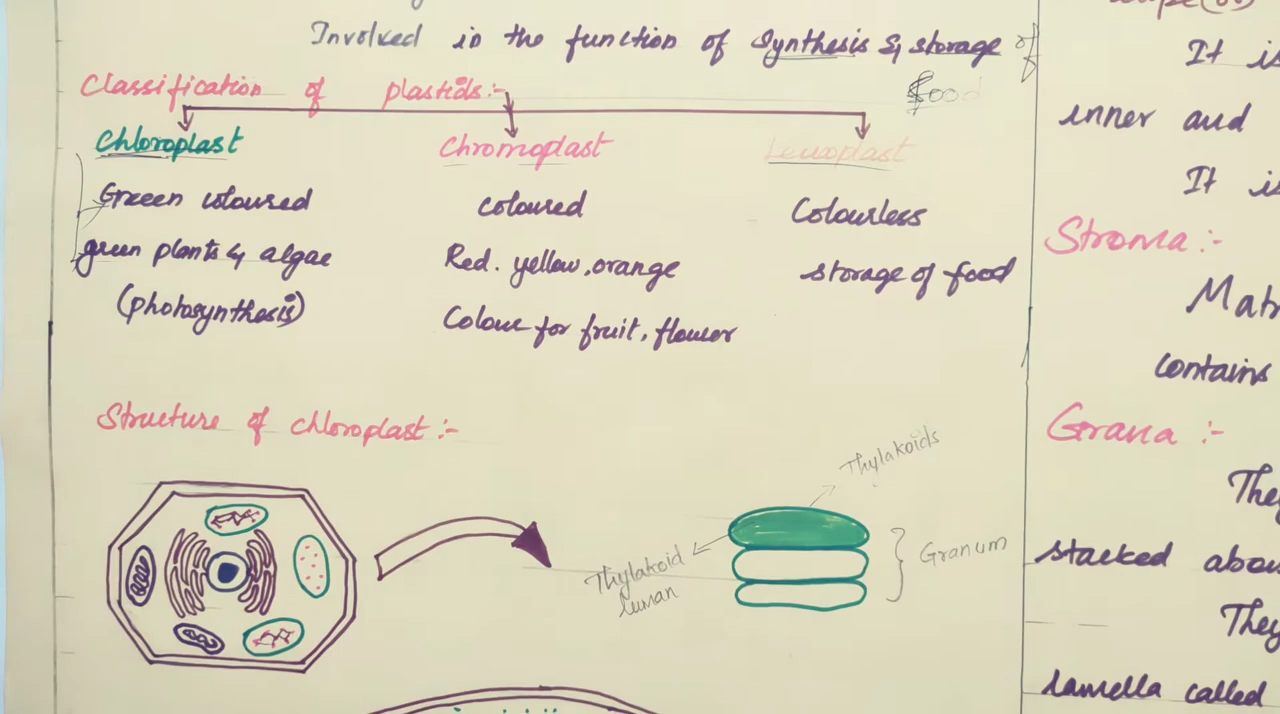 Involved in the function of synthesis & storage of
food
Classification of plastids:-
Chloroplast
Green coloured
green plants & algae
(photosynthesis)
Chromoplast
coloured
Red. yellow, orange
Colour for fruit, flower
Leucoplast
Colourless
storage of food
Structure of chloroplast :-
Thylakoids
Thylakoid
luman
Granum
It is
inner and
It is
Stroma :-
Matr
contains
Grana :-
They
stacked abou
They
lamella called